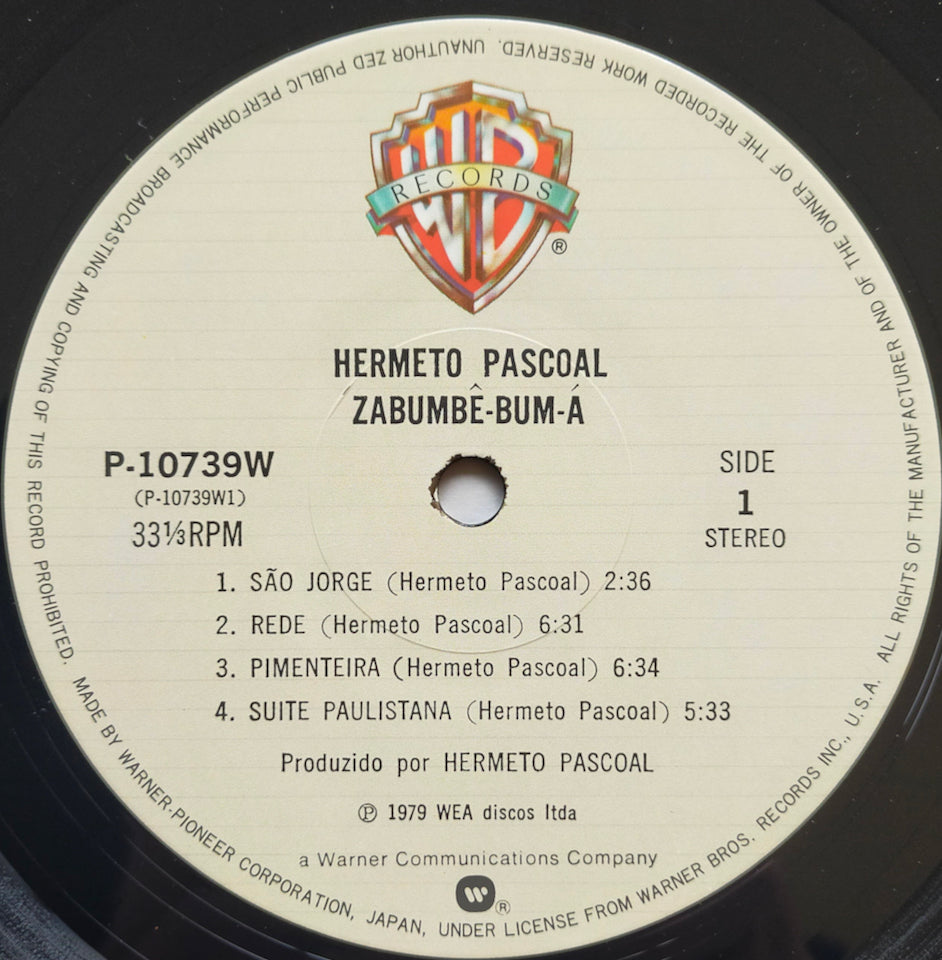 WB
RECORDS
®
HERMETO PASCOAL
ZABUMBÊ-BUM-Á
P-10739W
(P-10739W1)
33⅓RPM
SIDE
1
STEREO
1. SÃO JORGE (Hermeto Pascoal) 2:36
2. REDE (Hermeto Pascoal) 6:31
3. PIMENTEIRA (Hermeto Pascoal) 6:34
4. SUITE PAULISTANA (Hermeto Pascoal) 5:33
Produzido por HERMETO PASCOAL
℗ 1979 WEA discos ltda
a Warner Communications Company
®
MADE BY WARNER-PIONEER CORPORATION, JAPAN, UNDER LICENSE FROM WARNER BROS. RECORDS INC., U.S.A. ALL RIGHTS OF THE MANUFACTURER AND OF THE OWNER OF THE RECORDED WORK RESERVED. UNAUTHOR ZED PUBLIC PERFORMANCE BROADCASTING AND COPYING OF THIS RECORD PROHIBITED.